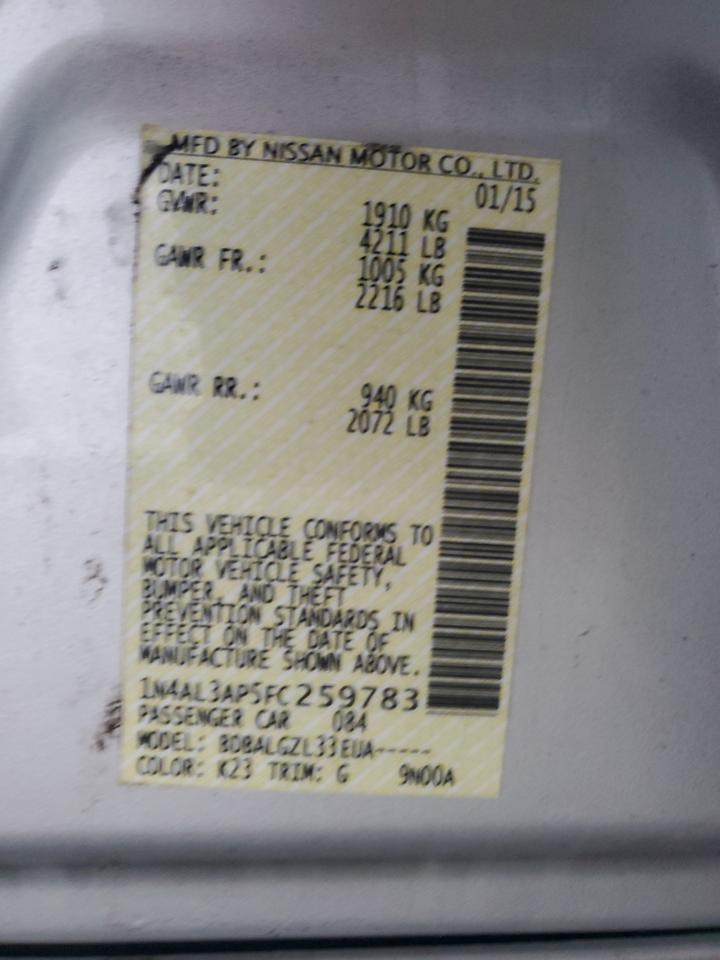 MFD BY NISSAN MOTOR CO., LTD.
DATE: 01/15
GVWR: 1910 KG
4211 LB
GAWR FR.: 1005 KG
2216 LB
GAWR RR.: 940 KG
2072 LB
THIS VEHICLE CONFORMS TO
ALL APPLICABLE FEDERAL
MOTOR VEHICLE SAFETY,
BUMPER, AND THEFT
PREVENTION STANDARDS IN
EFFECT ON THE DATE OF
MANUFACTURE SHOWN ABOVE.
1N4AL3AP5FC259783
PASSENGER CAR 084
MODEL: BDBALGZL33EUA-----
COLOR: K23 TRIM: G 9N00A